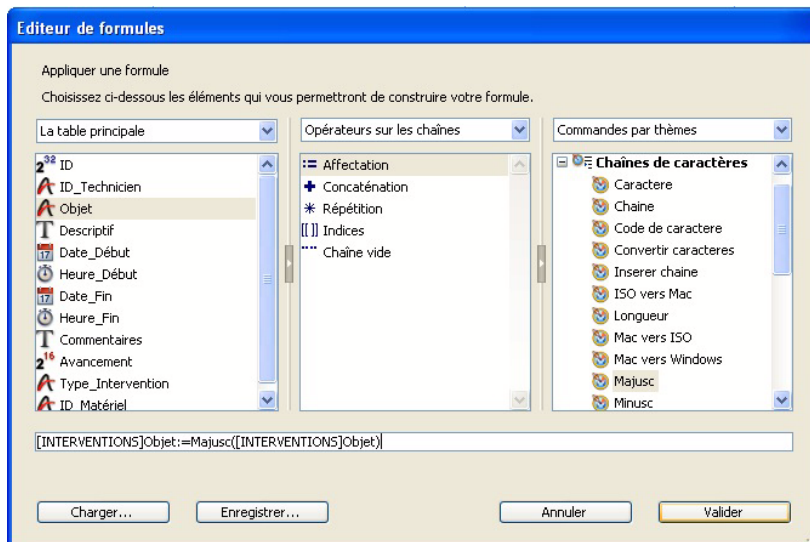 Editeur de formules
Appliquer une formule
Choisissez ci-dessous les éléments qui vous permettront de construire votre formule.
La table principale
2^32 ID
ID_Technicien
Objet
Descriptif
Date_Début
Heure_Début
Date_Fin
Heure_Fin
Commentaires
2^16 Avancement
Type_Intervention
ID_Matériel
Opérateurs sur les chaînes
:= Affectation
+ Concaténation
* Répétition
[[ ]] Indices
"" Chaîne vide
Commandes par thèmes
Chaînes de caractères
Caractere
Chaine
Code de caractere
Convertir caracteres
Inserer chaine
ISO vers Mac
Longueur
Mac vers ISO
Mac vers Windows
Majusc
Minusc
[INTERVENTIONS]Objet:=Majusc([INTERVENTIONS]Objet)
Charger...
Enregistrer...
Annuler
Valider